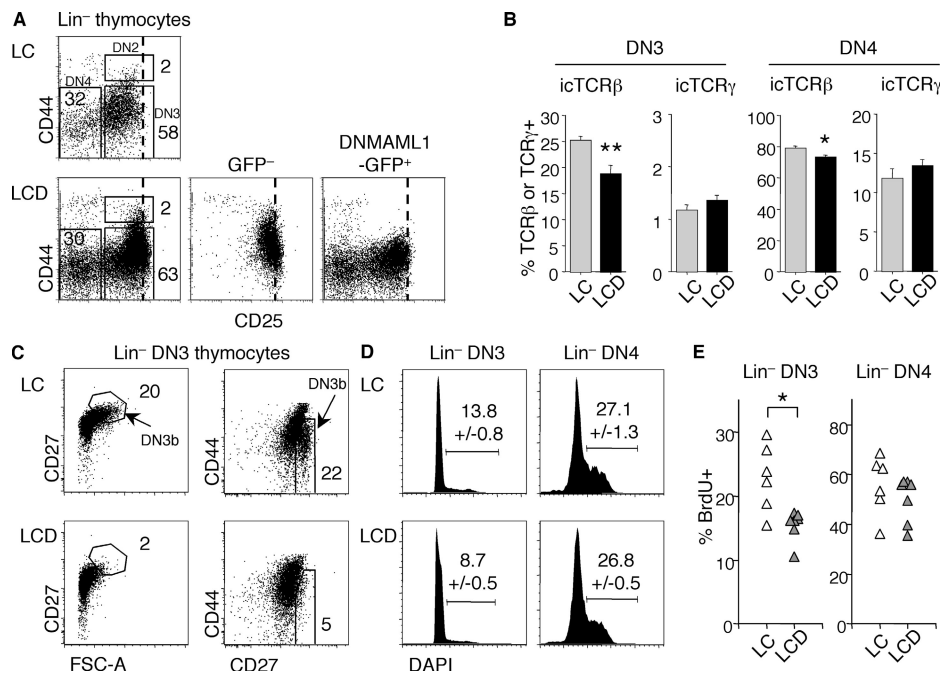 A
Lin– thymocytes
LC
DN2
2
DN4
32
DN3
58
CD44
LCD
2
30
63
CD44
GFP–
DNMAML1
-GFP+
CD25
B
DN3
DN4
icTCRβ
icTCRγ
icTCRβ
icTCRγ
% TCRβ or TCRγ+
30
25
20
15
10
5
0
**
LC
LCD
3
2
1
0
LC
LCD
100
80
60
40
20
0
*
LC
LCD
20
15
10
5
0
LC
LCD
C
Lin– DN3 thymocytes
LC
20
DN3b
CD27
DN3b
22
CD44
LCD
2
CD27
FSC-A
5
CD44
CD27
D
Lin– DN3
Lin– DN4
LC
13.8
+/-0.8
27.1
+/-1.3
LCD
8.7
+/-0.5
26.8
+/-0.5
DAPI
E
Lin– DN3
Lin– DN4
% BrdU+
30
20
10
0
*
LC
LCD
80
60
40
20
0
LC
LCD